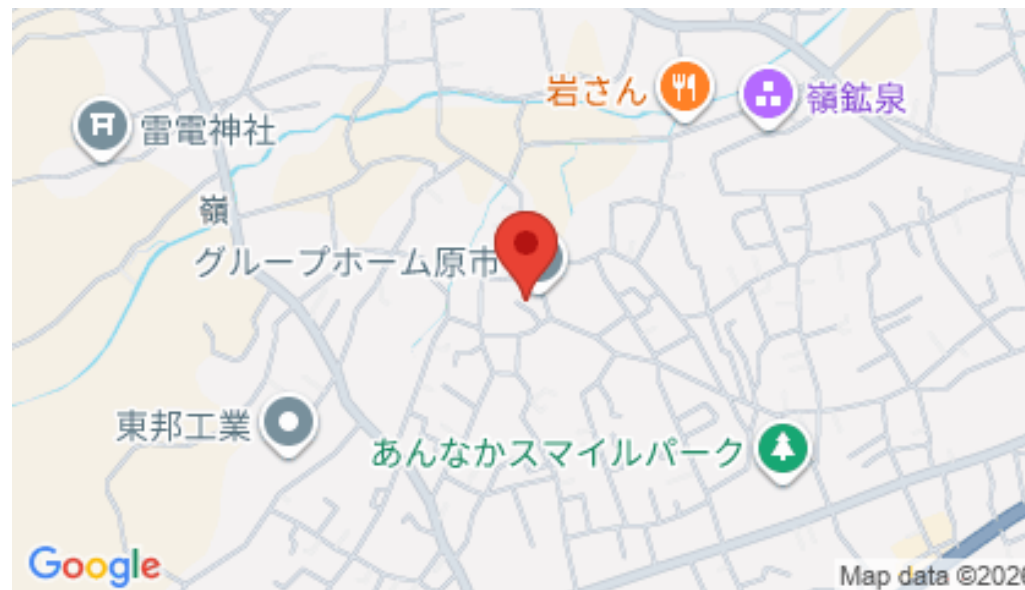 岩さん
嶺鉱泉
雷電神社
嶺
グループホーム原市
東邦工業
あんなかスマイルパーク
Google
Map data ©2026